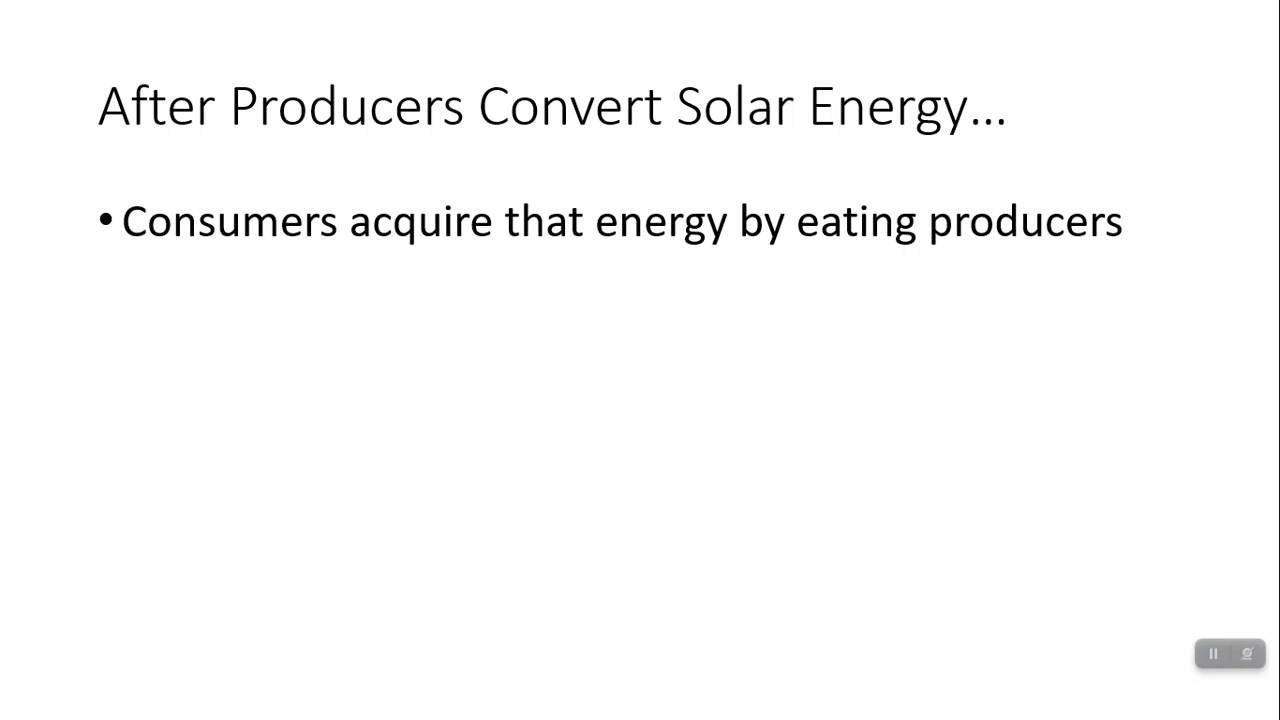 After Producers Convert Solar Energy…
• Consumers acquire that energy by eating producers